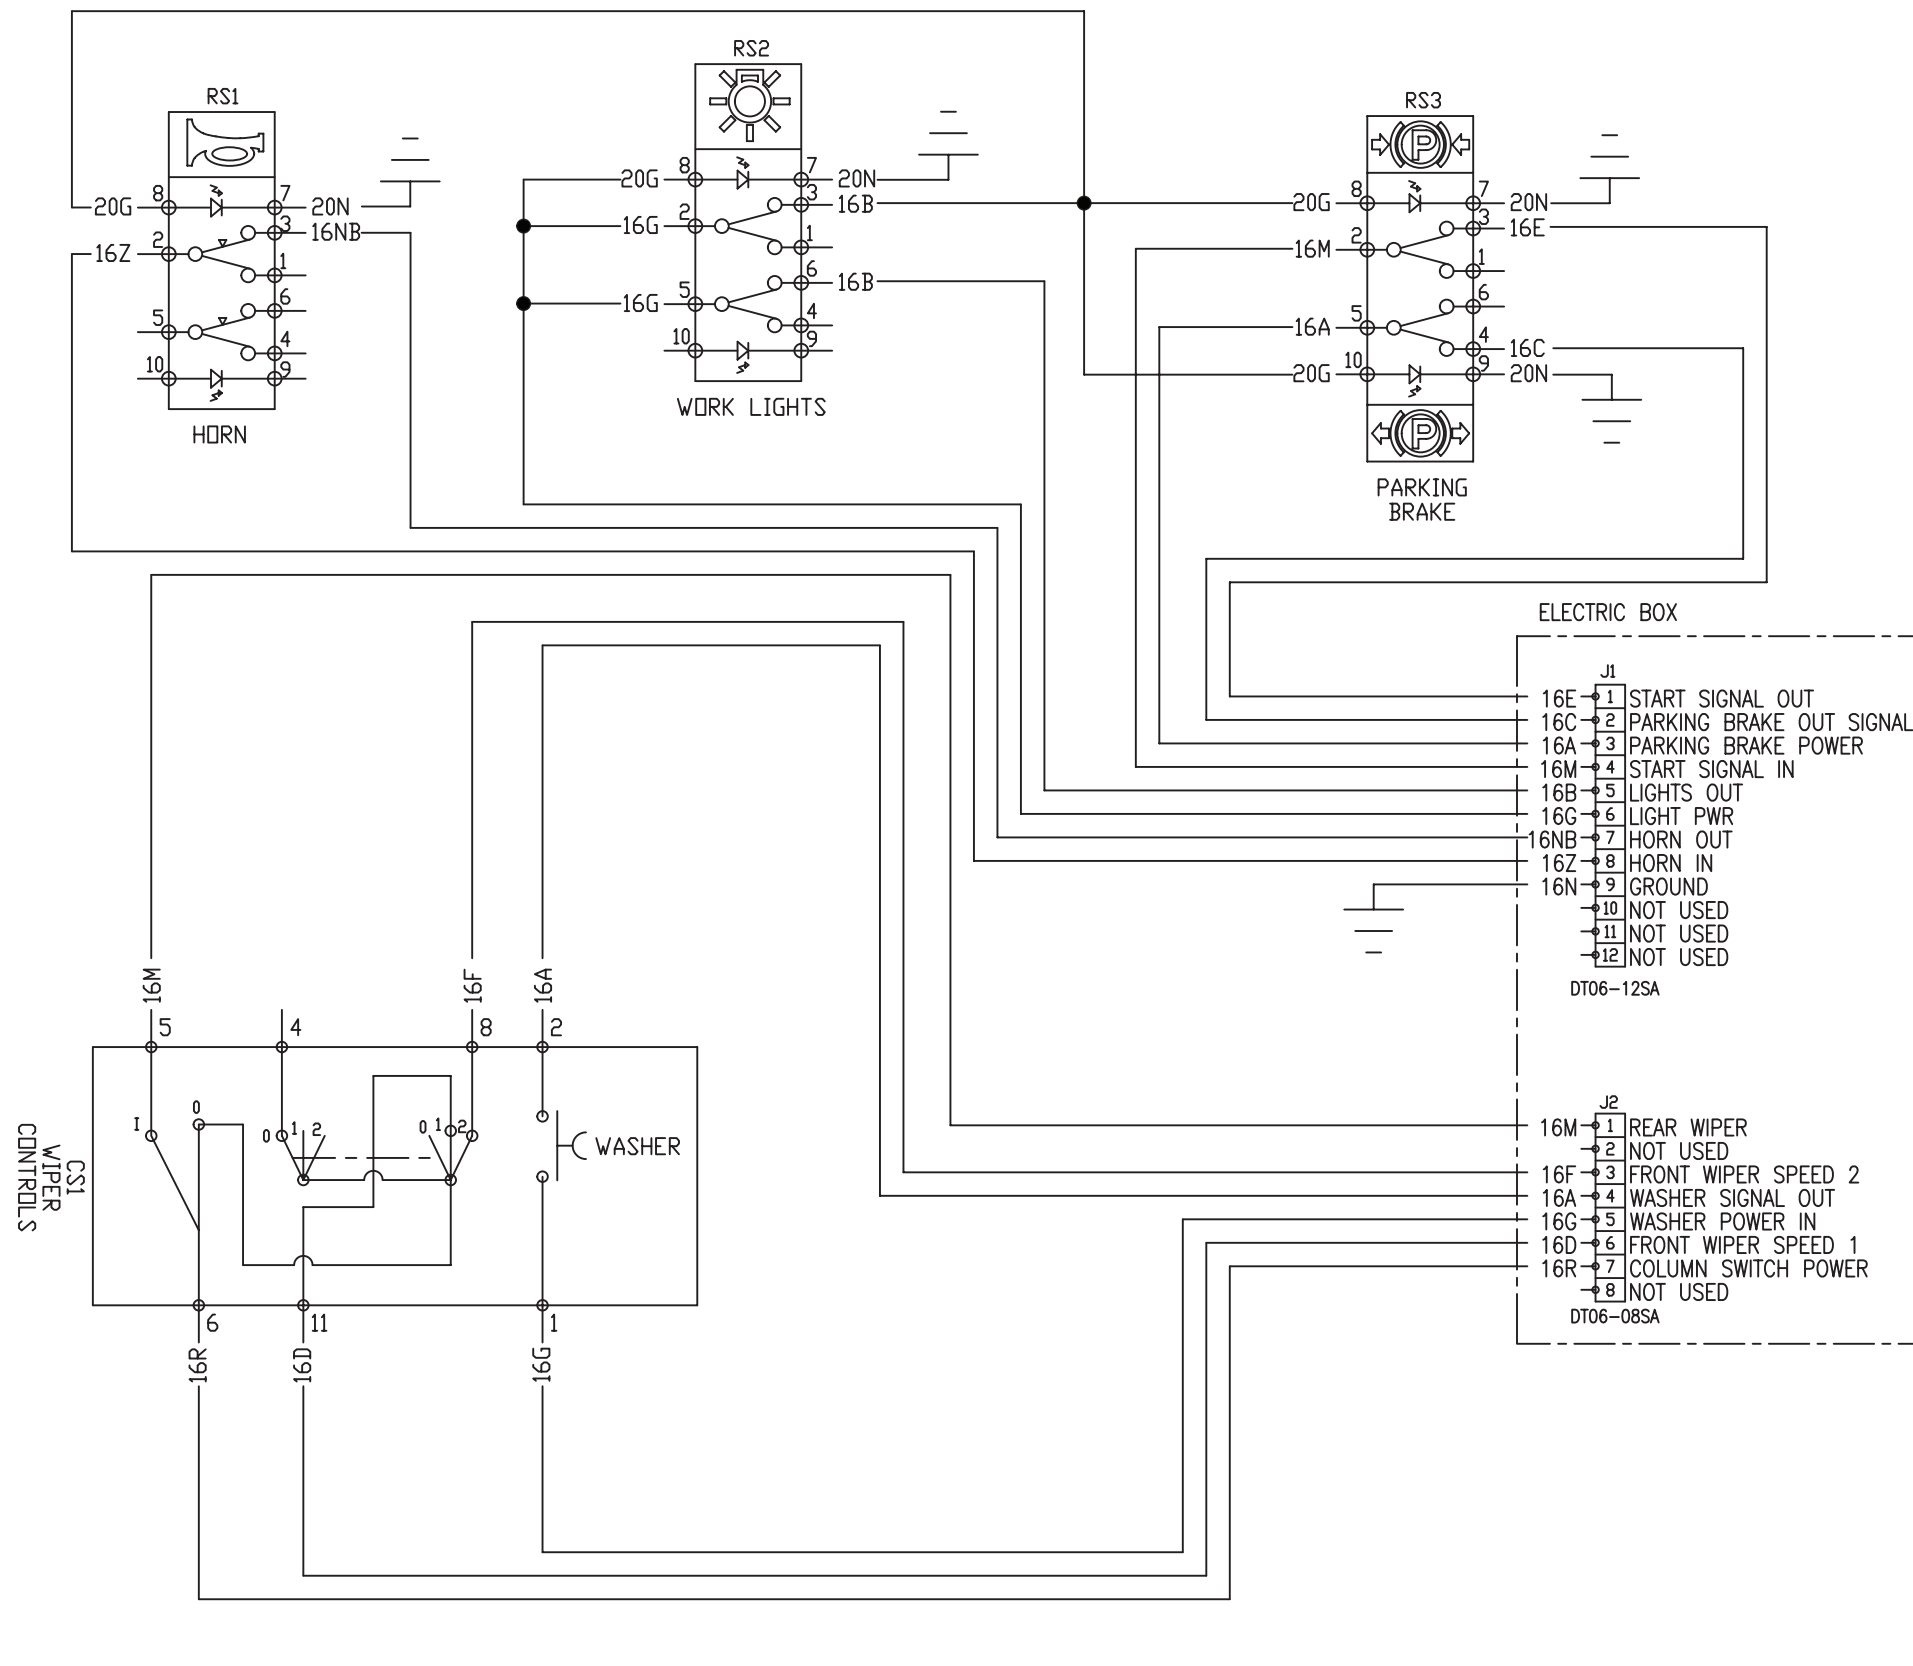 RS1
8
7
20G
20N
3
16NB
2
16Z
1
6
5
4
10
9
HORN
RS2
8
7
20G
20N
3
16B
2
16G
1
6
16B
5
16G
4
10
9
WORK LIGHTS
RS3
P
8
7
20G
20N
3
16E
2
16M
1
6
5
16A
4
16C
10
9
20G
20N
P
PARKING
BRAKE
ELECTRIC BOX
J1
16E 1 START SIGNAL OUT
16C 2 PARKING BRAKE OUT SIGNAL
16A 3 PARKING BRAKE POWER
16M 4 START SIGNAL IN
16B 5 LIGHTS OUT
16G 6 LIGHT PWR
16NB 7 HORN OUT
16Z 8 HORN IN
16N 9 GROUND
10 NOT USED
11 NOT USED
12 NOT USED
DT06-12SA
J2
16M 1 REAR WIPER
2 NOT USED
16F 3 FRONT WIPER SPEED 2
16A 4 WASHER SIGNAL OUT
16G 5 WASHER POWER IN
16D 6 FRONT WIPER SPEED 1
16R 7 COLUMN SWITCH POWER
8 NOT USED
DT06-08SA
16M
16F
16A
5
4
8
2
I
0
0 1 2
0 1 2
WASHER
CS1
WIPER
CONTROLS
6
11
1
16R
16D
16G